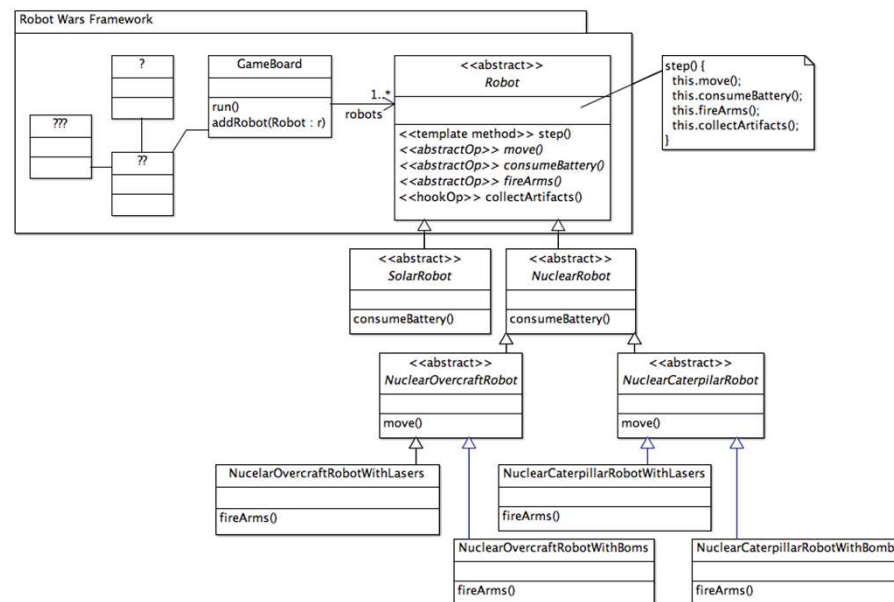 Robot Wars Framework
?
???
??
GameBoard
run()
addRobot(Robot : r)
1..*
robots
<<abstract>>
Robot
<<template method>> step()
<<abstractOp>> move()
<<abstractOp>> consumeBattery()
<<abstractOp>> fireArms()
<<hookOp>> collectArtifacts()
step() {
this.move();
this.consumeBattery();
this.fireArms();
this.collectArtifacts();
}
<<abstract>>
SolarRobot
consumeBattery()
<<abstract>>
NuclearRobot
consumeBattery()
<<abstract>>
NuclearOvercraftRobot
move()
<<abstract>>
NuclearCaterpilarRobot
move()
NucelarOvercraftRobotWithLasers
fireArms()
NuclearCaterpillarRobotWithLasers
fireArms()
NuclearOvercraftRobotWithBoms
fireArms()
NuclearCaterpillarRobotWithBomb
fireArms()